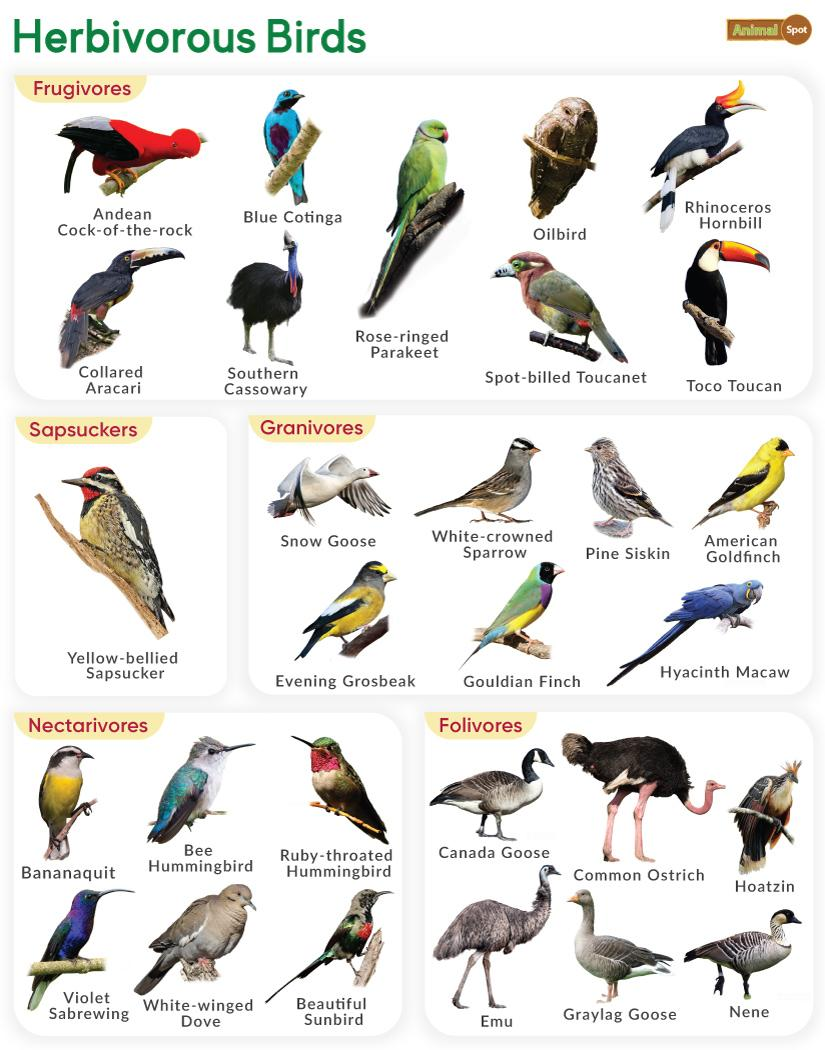 Herbivorous Birds
Animal Spot
Frugivores
Andean
Cock-of-the-rock
Blue Cotinga
Rose-ringed
Parakeet
Oilbird
Rhinoceros
Hornbill
Collared
Aracari
Southern
Cassowary
Spot-billed Toucanet
Toco Toucan
Sapsuckers
Yellow-bellied
Sapsucker
Granivores
Snow Goose
White-crowned
Sparrow
Pine Siskin
American
Goldfinch
Evening Grosbeak
Gouldian Finch
Hyacinth Macaw
Nectarivores
Bananaquit
Bee
Hummingbird
Ruby-throated
Hummingbird
Violet
Sabrewing
White-winged
Dove
Beautiful
Sunbird
Folivores
Canada Goose
Common Ostrich
Hoatzin
Emu
Graylag Goose
Nene